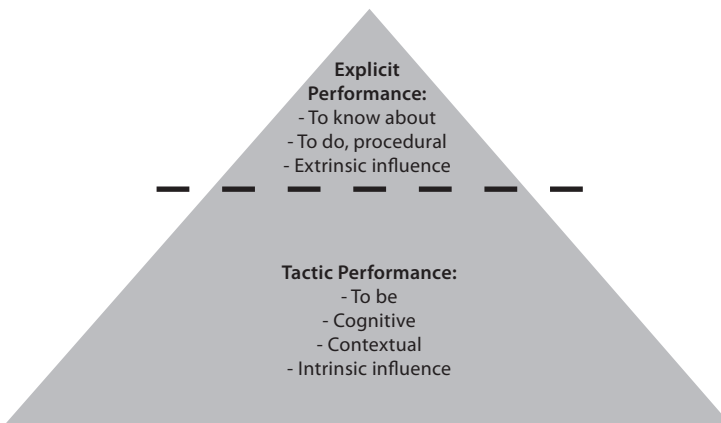 Explicit
Performance:
- To know about
- To do, procedural
- Extrinsic influence
Tactic Performance:
- To be
- Cognitive
- Contextual
- Intrinsic influence